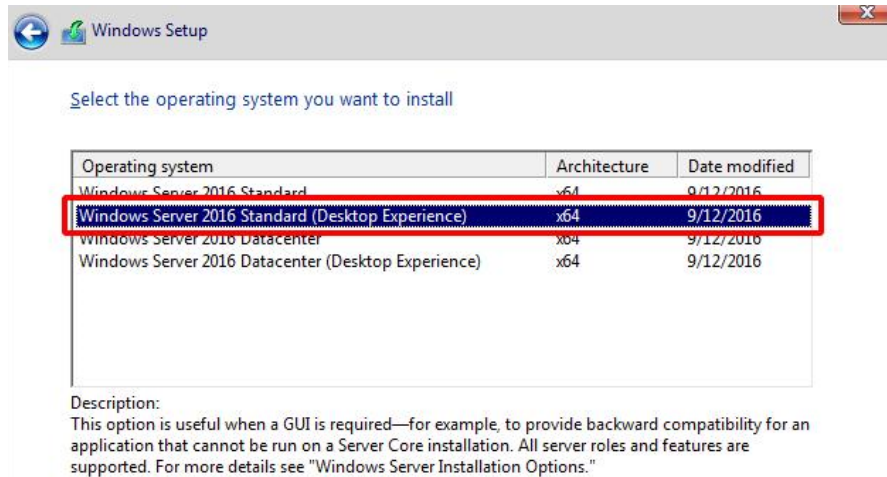 Windows Setup
Select the operating system you want to install
Operating system Architecture Date modified
Windows Server 2016 Standard x64 9/12/2016
Windows Server 2016 Standard (Desktop Experience) x64 9/12/2016
Windows Server 2016 Datacenter x64 9/12/2016
Windows Server 2016 Datacenter (Desktop Experience) x64 9/12/2016
Description:
This option is useful when a GUI is required—for example, to provide backward compatibility for an
application that cannot be run on a Server Core installation. All server roles and features are
supported. For more details see "Windows Server Installation Options."